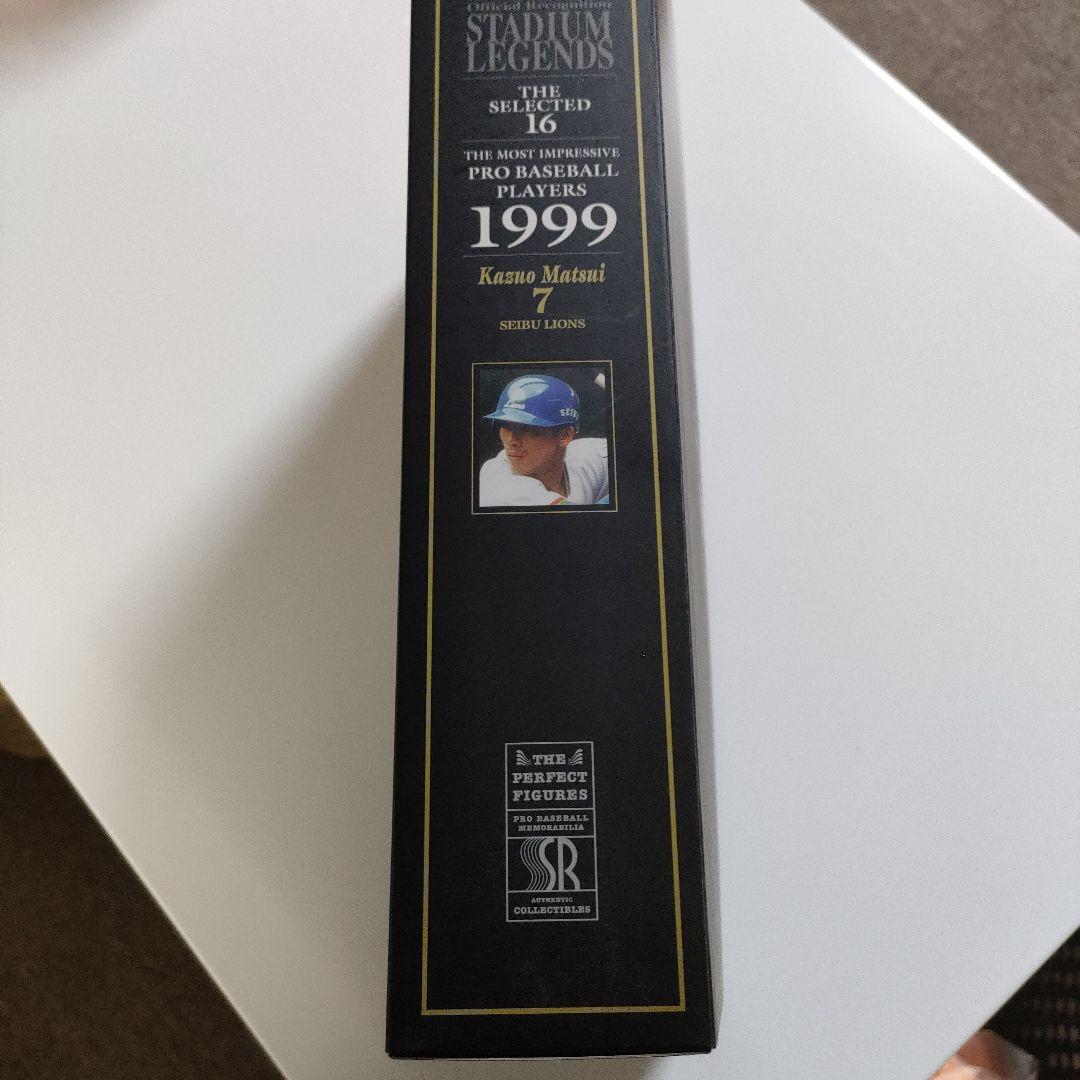 Official Recognition
STADIUM
LEGENDS
THE
SELECTED
16
THE MOST IMPRESSIVE
PRO BASEBALL
PLAYERS
1999
Kazuo Matsui
7
SEIBU LIONS
SEIBU
THE
PERFECT
FIGURES
PRO BASEBALL
MEMORABILIA
SR
AUTHENTIC
COLLECTIBLES